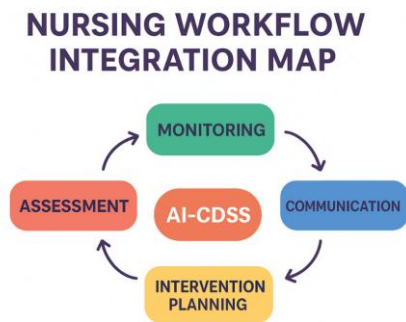 NURSING WORKFLOW
INTEGRATION MAP
MONITORING
ASSESSMENT
AI-CDSS
COMMUNICATION
INTERVENTION
PLANNING